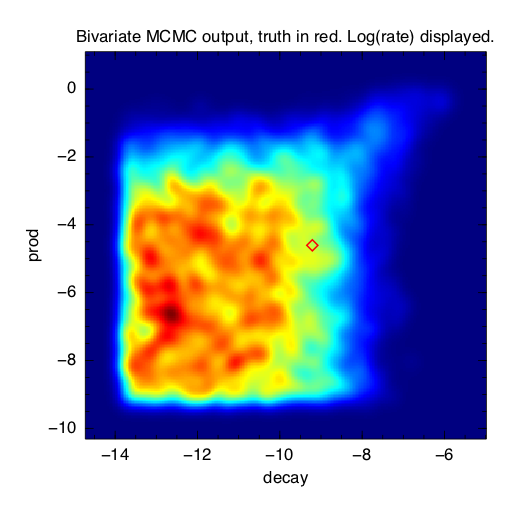 Bivariate MCMC output, truth in red. Log(rate) displayed.
0
−2
−4
−6
−8
−10
prod
−14 −12 −10 −8 −6
decay